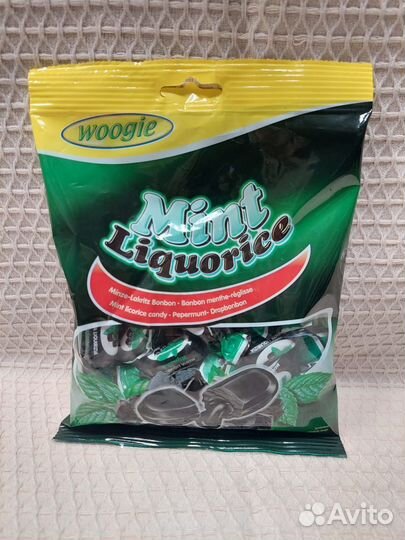 woogie
Mint
Liquorice
Minze-Lakritz Bonbon - Bonbon menthe-réglisse
Mint licorice candy - Pepermunt- Dropbonbon
Avito